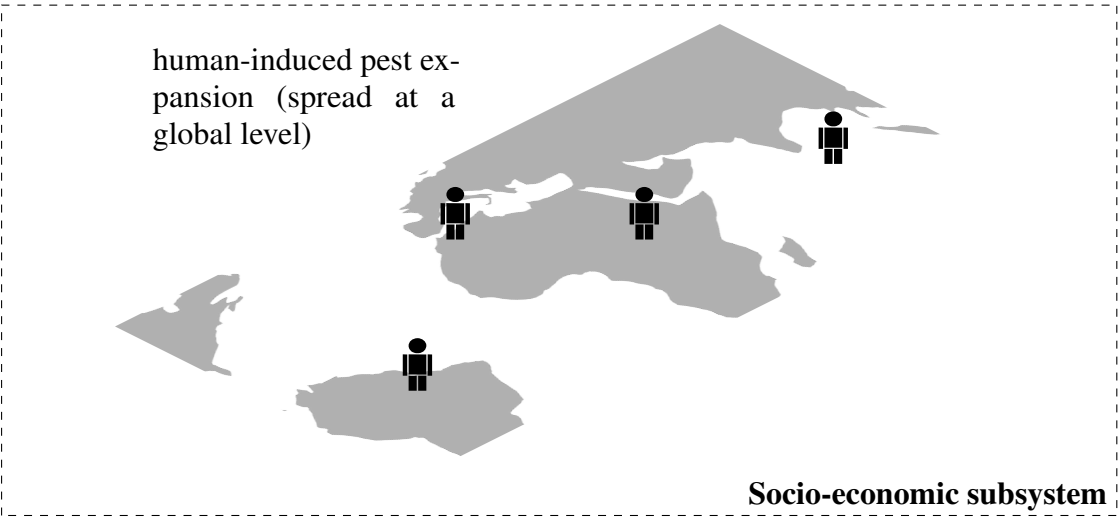 human-induced pest ex-
pansion (spread at a
global level)
Socio-economic subsystem